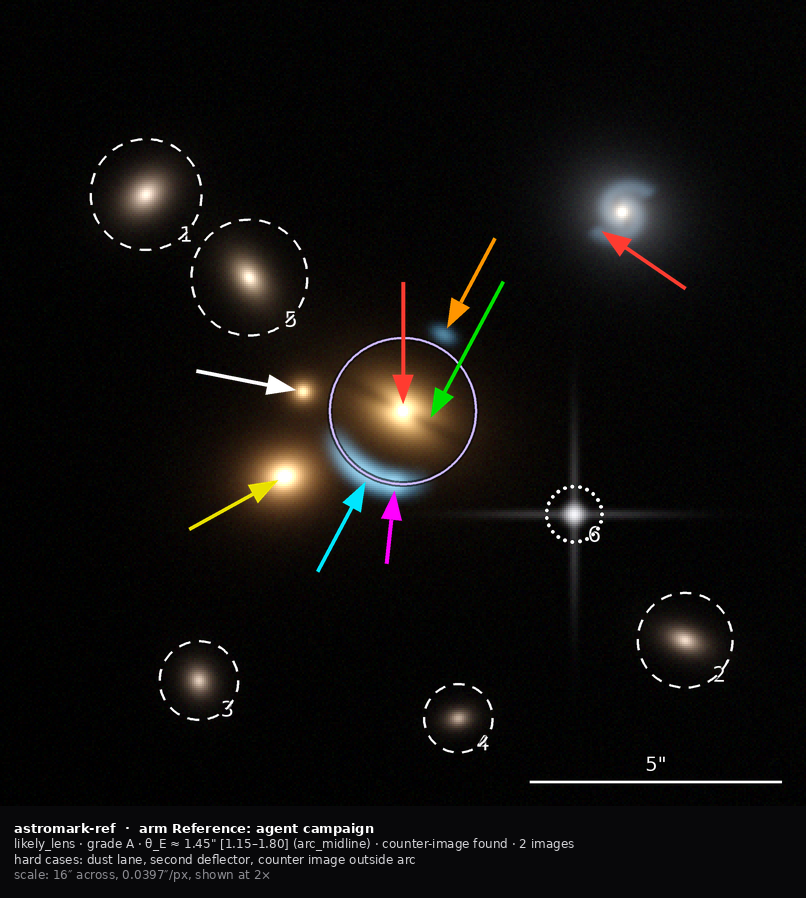 1
5
6
2
3
4
5"
astromark-ref · arm Reference: agent campaign
likely_lens · grade A · θ_E ≈ 1.45" [1.15–1.80] (arc_midline) · counter-image found · 2 images
hard cases: dust lane, second deflector, counter image outside arc
scale: 16″ across, 0.0397″/px, shown at 2×